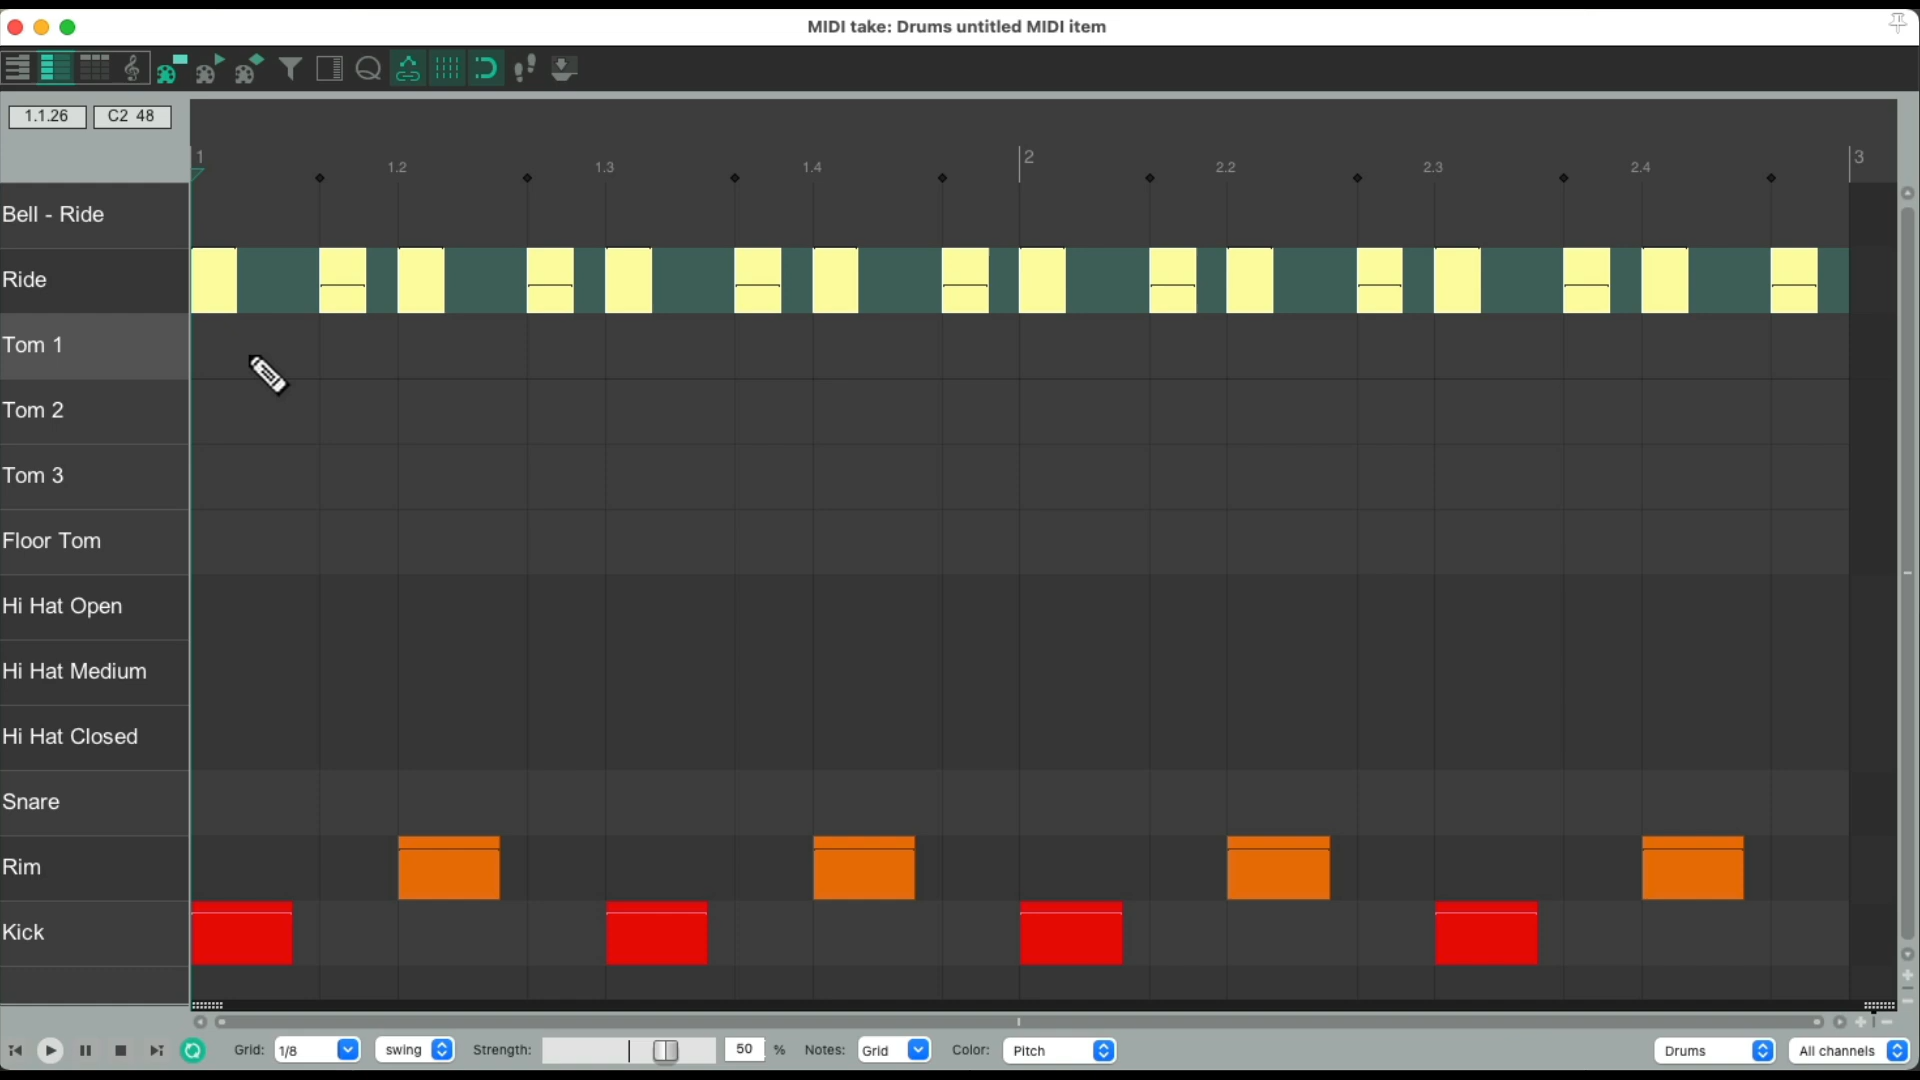 MIDI take: Drums untitled MIDI item
1.1.26 C2 48
1 1.2 1.3 1.4 2 2.2 2.3 2.4 3
Bell - Ride
Ride
Tom 1
Tom 2
Tom 3
Floor Tom
Hi Hat Open
Hi Hat Medium
Hi Hat Closed
Snare
Rim
Kick
Grid: 1/8 swing Strength: 50 % Notes: Grid Color: Pitch Drums All channels